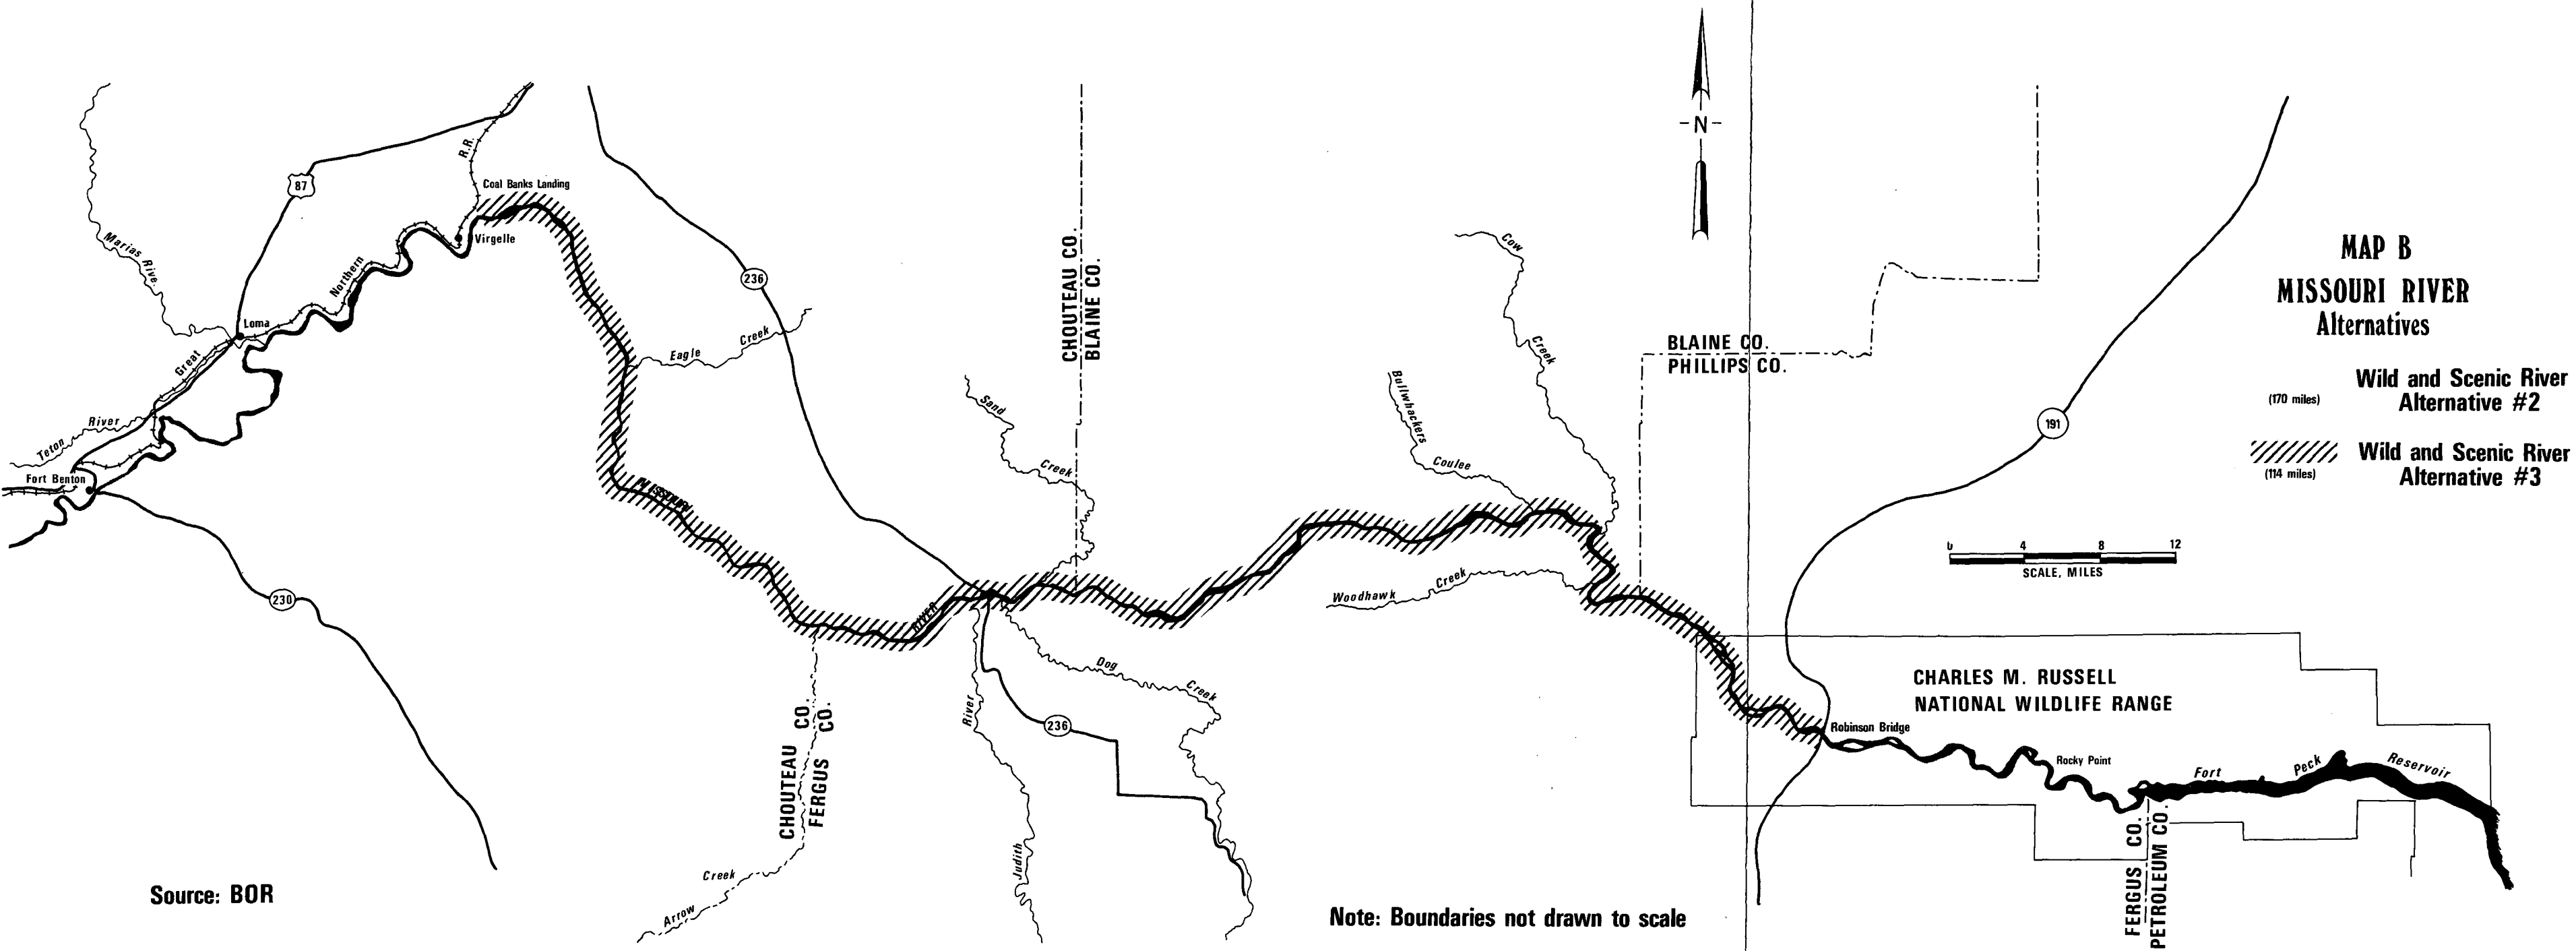 MAP B
MISSOURI RIVER
Alternatives
Wild and Scenic River
(170 miles)
Alternative #2
Wild and Scenic River
(114 miles)
Alternative #3
0 4 8 12
SCALE, MILES
N
87
R.R.
Coal Banks Landing
Virgelle
Marias Rive
Northern
Loma
Great
Teton River
Fort Benton
230
236
Eagle Creek
CHOUTEAU CO.
BLAINE CO.
Sand
Creek
MISSOURI
RIVER
Cow
Creek
Bullwhackers
Coulee
Woodhawk Creek
BLAINE CO.
PHILLIPS CO.
191
CHARLES M. RUSSELL
NATIONAL WILDLIFE RANGE
Robinson Bridge
Rocky Point
Fort Peck Reservoir
Dog
Creek
River
Judith
236
CHOUTEAU CO.
FERGUS CO.
Creek
Arrow
FERGUS CO.
PETROLEUM CO.
Source: BOR
Note: Boundaries not drawn to scale